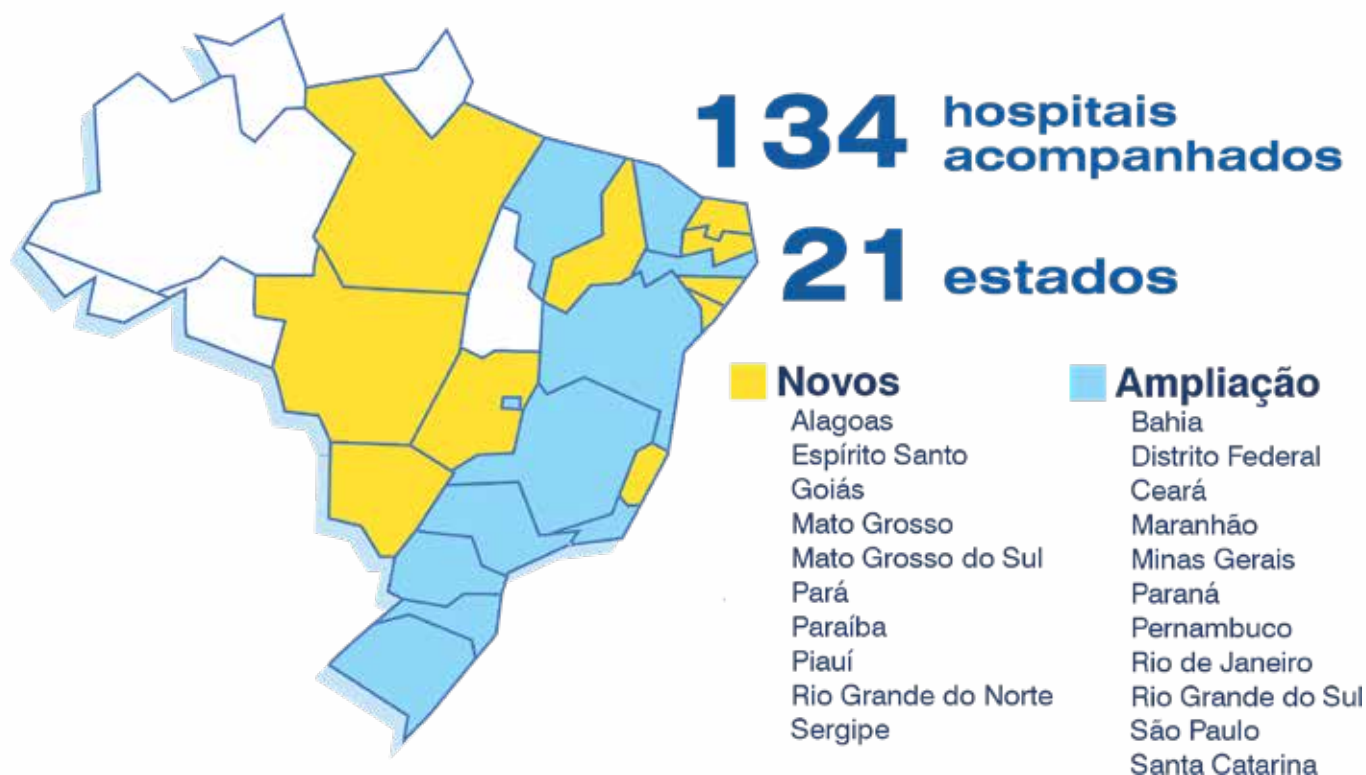 134 hospitais
acompanhados
21 estados
Novos
Alagoas
Espírito Santo
Goiás
Mato Grosso
Mato Grosso do Sul
Pará
Paraíba
Piauí
Rio Grande do Norte
Sergipe
Ampliação
Bahia
Distrito Federal
Ceará
Maranhão
Minas Gerais
Paraná
Pernambuco
Rio de Janeiro
Rio Grande do Sul
São Paulo
Santa Catarina